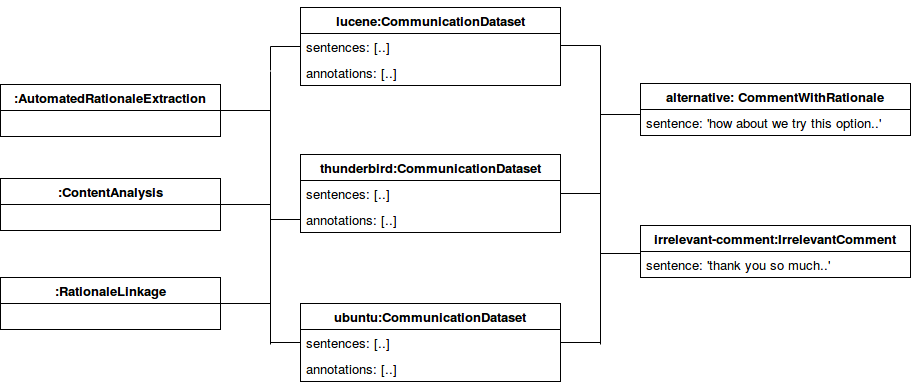 lucene:CommunicationDataset
sentences: [..]
annotations: [..]
:AutomatedRationaleExtraction
alternative: CommentWithRationale
sentence: 'how about we try this option..'
thunderbird:CommunicationDataset
sentences: [..]
annotations: [..]
:ContentAnalysis
irrelevant-comment:IrrelevantComment
sentence: 'thank you so much..'
:RationaleLinkage
ubuntu:CommunicationDataset
sentences: [..]
annotations: [..]